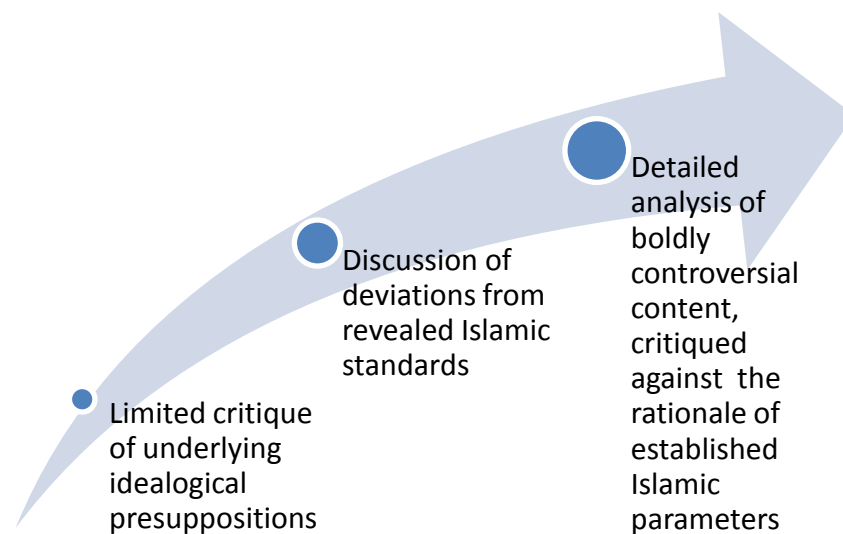 Limited critique
of underlying
idealogical
presuppositions
Discussion of
deviations from
revealed Islamic
standards
Detailed
analysis of
boldly
controversial
content,
critiqued
against the
rationale of
established
Islamic
parameters